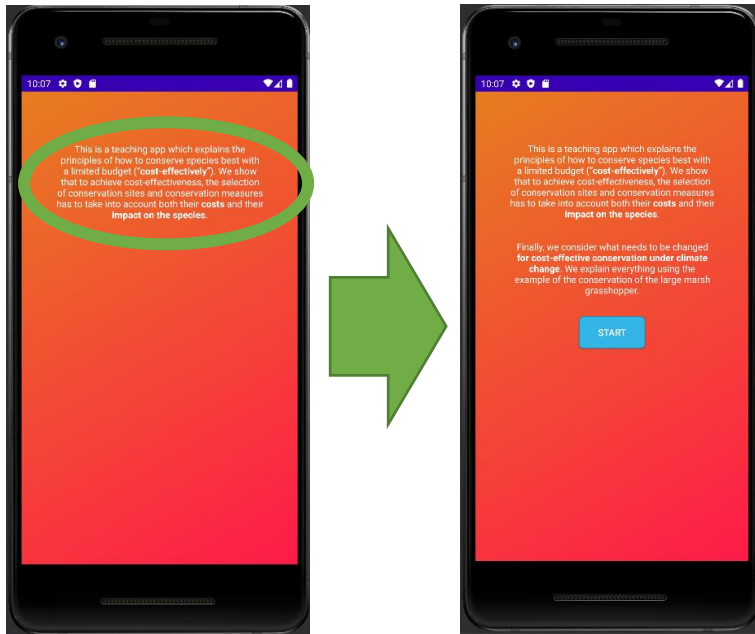 10:07
This is a teaching app which explains the
principles of how to conserve species best with
a limited budget ("cost-effectively"). We show
that to achieve cost-effectiveness, the selection
of conservation sites and conservation measures
has to take into account both their costs and their
impact on the species.
10:07
This is a teaching app which explains the
principles of how to conserve species best with
a limited budget ("cost-effectively"). We show
that to achieve cost-effectiveness, the selection
of conservation sites and conservation measures
has to take into account both their costs and their
impact on the species.
Finally, we consider what needs to be changed
for cost-effective conservation under climate
change. We explain everything using the
example of the conservation of the large marsh
grasshopper.
START